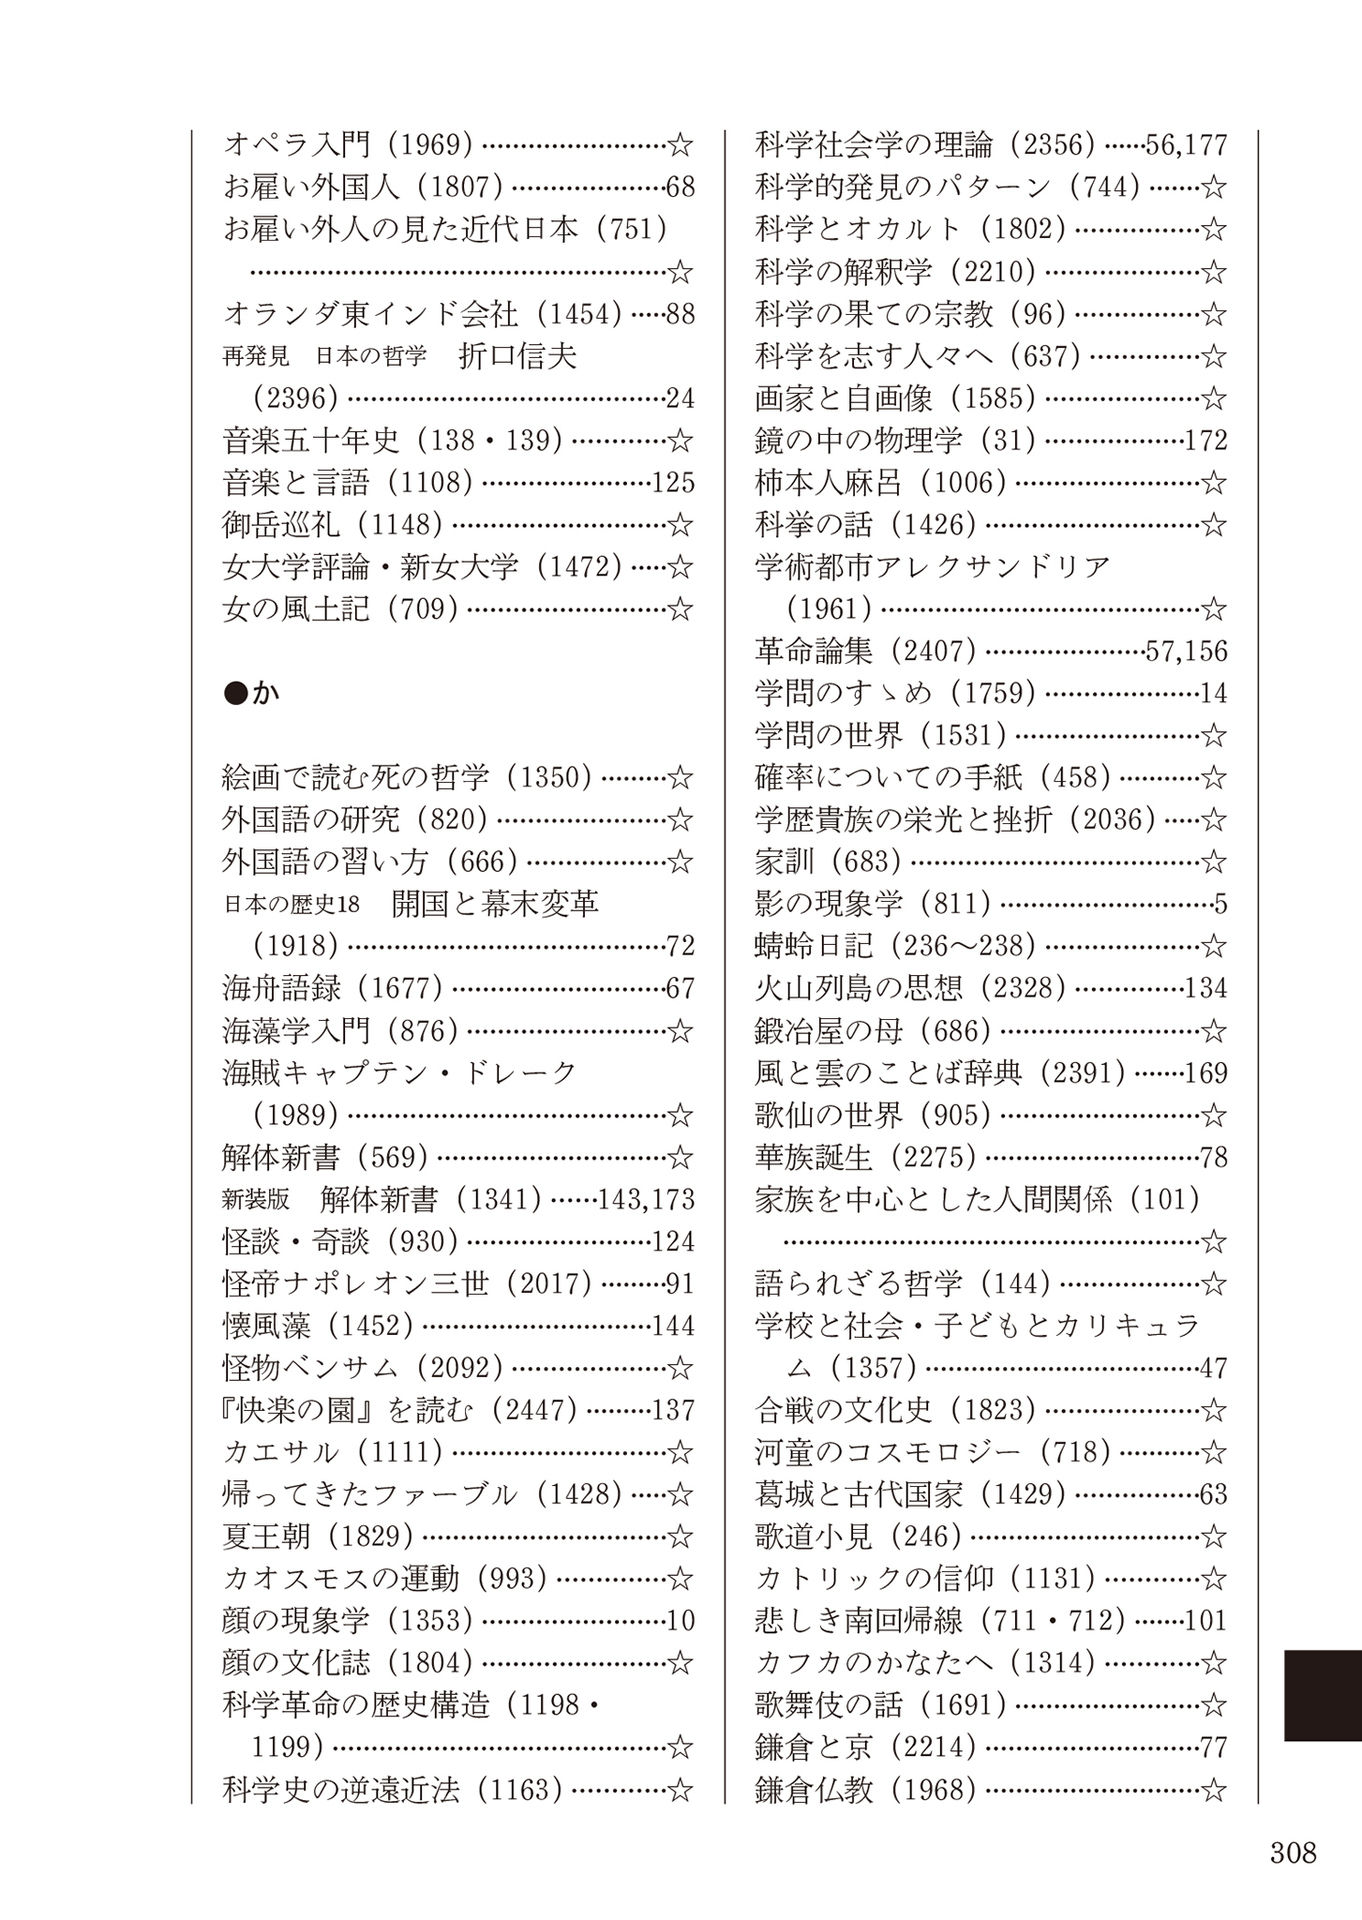 オペラ入門（1969）……………………☆
お雇い外国人（1807）…………………68
お雇い外人の見た近代日本（751）
………………………………………………☆
オランダ東インド会社（1454）……88
再発見　日本の哲学　折口信夫
（2396）……………………………………24
音楽五十年史（138・139）…………☆
音楽と言語（1108）…………………125
御岳巡礼（1148）………………………☆
女大学評論・新女大学（1472）……☆
女の風土記（709）……………………☆
●か
絵画で読む死の哲学（1350）………☆
外国語の研究（820）…………………☆
外国語の習い方（666）………………☆
日本の歴史18　開国と幕末変革
（1918）……………………………………72
海舟語録（1677）………………………67
海藻学入門（876）……………………☆
海賊キャプテン・ドレーク
（1989）……………………………………☆
解体新書（569）………………………☆
新装版　解体新書（1341）……143,173
怪談・奇談（930）……………………124
怪帝ナポレオン三世（2017）………91
懐風藻（1452）…………………………144
怪物ベンサム（2092）…………………☆
『快楽の園』を読む（2447）………137
カエサル（1111）………………………☆
帰ってきたファーブル（1428）……☆
夏王朝（1829）…………………………☆
カオスモスの運動（993）……………☆
顔の現象学（1353）……………………10
顔の文化誌（1804）……………………☆
科学革命の歴史構造（1198・
1199）……………………………………☆
科学史の逆遠近法（1163）…………☆
科学社会学の理論（2356）……56,177
科学的発見のパターン（744）………☆
科学とオカルト（1802）……………☆
科学の解釈学（2210）………………☆
科学の果ての宗教（96）……………☆
科学を志す人々へ（637）……………☆
画家と自画像（1585）………………☆
鏡の中の物理学（31）………………172
柿本人麻呂（1006）……………………☆
科挙の話（1426）………………………☆
学術都市アレクサンドリア
（1961）……………………………………☆
革命論集（2407）…………………57,156
学問のすゝめ（1759）…………………14
学問の世界（1531）……………………☆
確率についての手紙（458）…………☆
学歴貴族の栄光と挫折（2036）……☆
家訓（683）………………………………☆
影の現象学（811）………………………5
蜻蛉日記（236～238）…………………☆
火山列島の思想（2328）……………134
鍛冶屋の母（686）……………………☆
風と雲のことば辞典（2391）………169
歌仙の世界（905）……………………☆
華族誕生（2275）………………………78
家族を中心とした人間関係（101）
………………………………………………☆
語られざる哲学（144）………………☆
学校と社会・子どもとカリキュラ
ム（1357）………………………………47
合戦の文化史（1823）…………………☆
河童のコスモロジー（718）…………☆
葛城と古代国家（1429）……………63
歌道小見（246）………………………☆
カトリックの信仰（1131）…………☆
悲しき南回帰線（711・712）………101
カフカのかなたへ（1314）…………☆
歌舞伎の話（1691）……………………☆
鎌倉と京（2214）………………………77
鎌倉仏教（1968）………………………☆
308